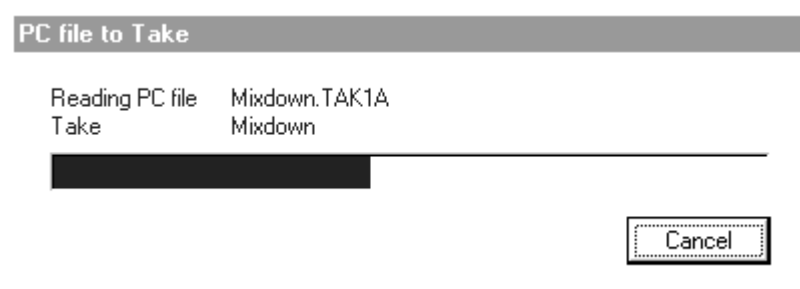 PC file to Take
Reading PC file Mixdown.TAK1A
Take Mixdown
Cancel